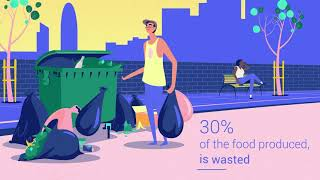 30%
of the food produced,
is wasted